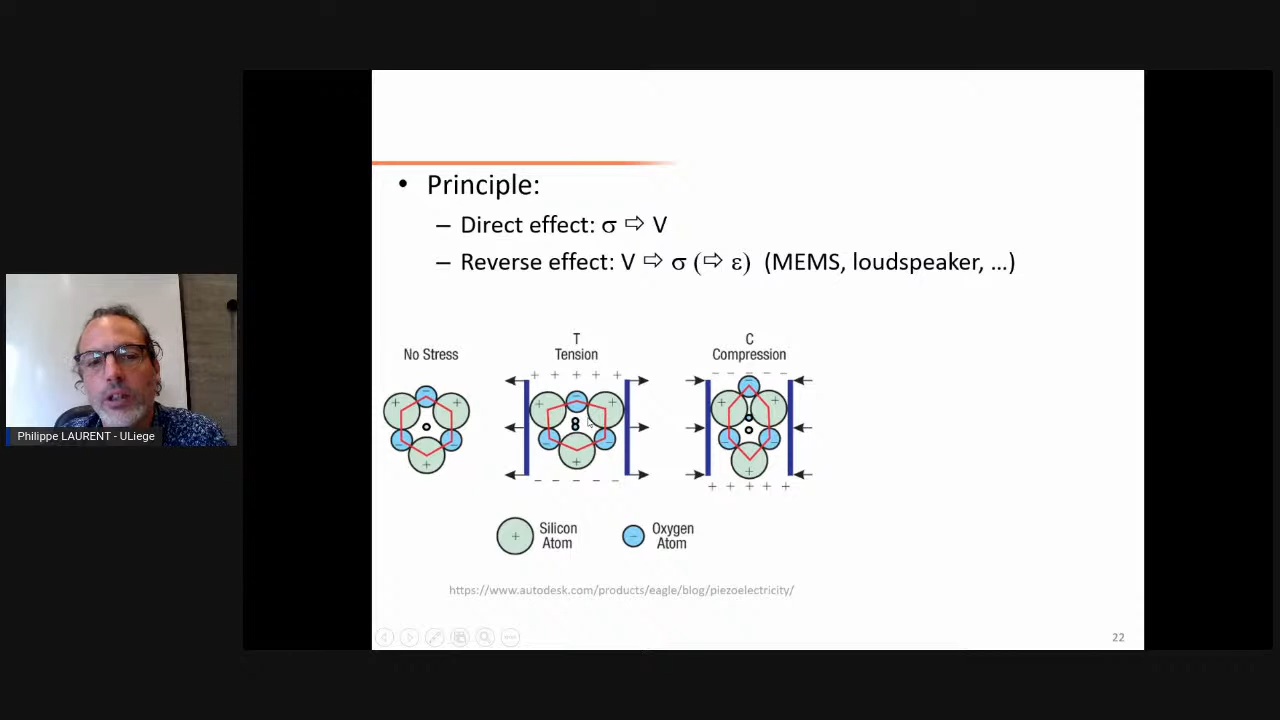 • Principle:
– Direct effect: σ ⇨ V
– Reverse effect: V ⇨ σ (⇨ ε) (MEMS, loudspeaker, …)
No Stress
T
Tension
C
Compression
+ + + + +
– – – – –
– – – – –
+ + + + +
Silicon
Atom
Oxygen
Atom
https://www.autodesk.com/products/eagle/blog/piezoelectricity/
22
Philippe LAURENT - ULiege